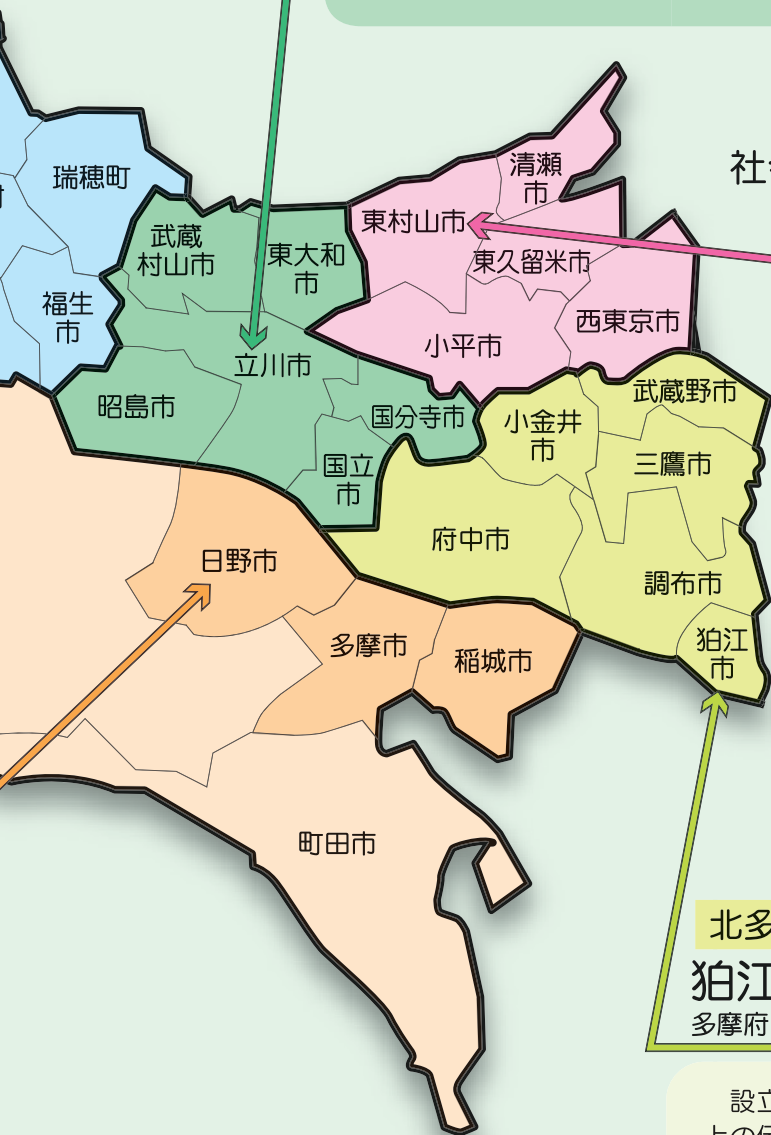 社
清瀬
市
瑞穂町
村
東村山市
武蔵
村山市
東大和
市
東久留米市
福生
市
西東京市
小平市
立川市
武蔵野市
昭島市
国分寺市
小金井
市
国立
市
三鷹市
府中市
日野市
調布市
多摩市
稲城市
狛江
市
町田市
北多
狛江
多摩府
設立